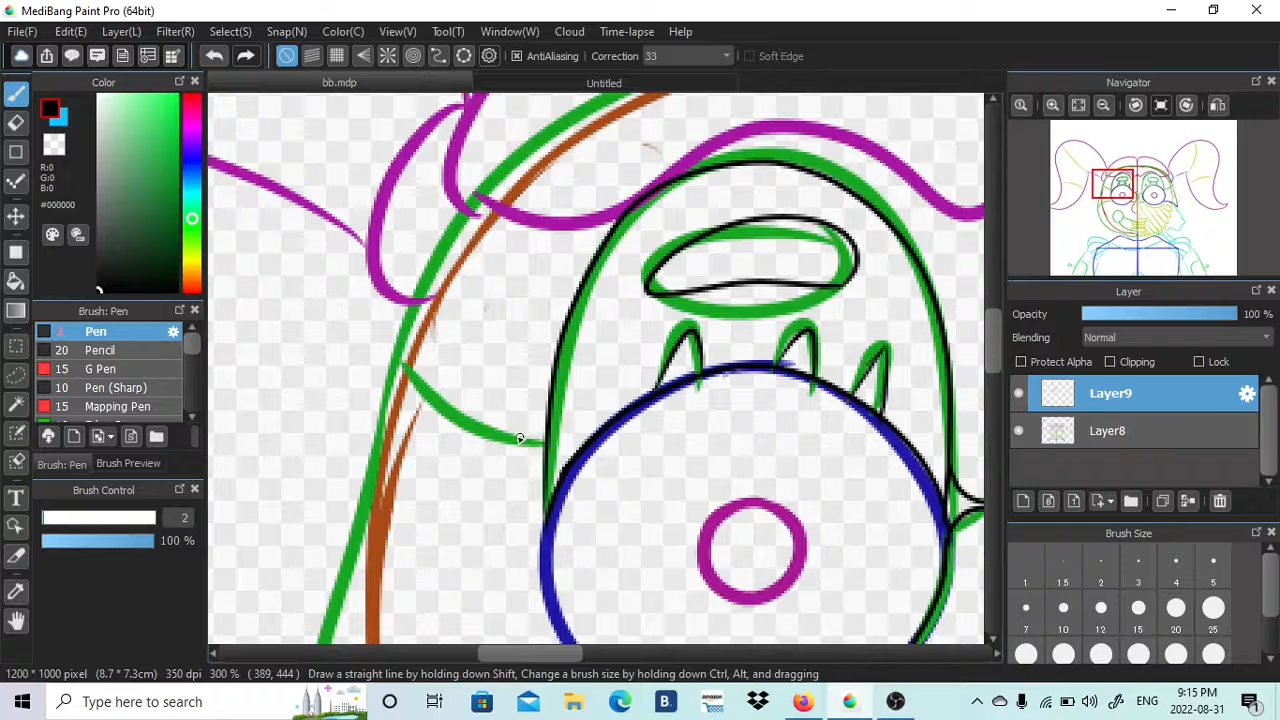 MediBang Paint Pro (64bit)
File(F) Edit(E) Layer(L) Filter(R) Select(S) Snap(N) Color(C) View(V) Tool(T) Window(W) Cloud Time-lapse Help
AntiAliasing Correction 33 Soft Edge
Color
bb.mdp
Untitled
Navigator
R:0
G:0
B:0
#000000
Brush: Pen
Pen
20 Pencil
15 G Pen
10 Pen (Sharp)
15 Mapping Pen
Brush: Pen Brush Preview
Brush Control
2
100 %
Layer
Opacity 100 %
Blending Normal
Protect Alpha Clipping Lock
Layer9
Layer8
Brush Size
1 1.5 2 3 4 5
7 10 12 15 20 25
1200 * 1000 pixel (8.7 * 7.3cm) 350 dpi 300 % ( 389, 444 ) Draw a straight line by holding down Shift, Change a brush size by holding down Ctrl, Alt, and dragging
Type here to search
B.
amazon
ENG
9:15 PM
2022-08-31
1